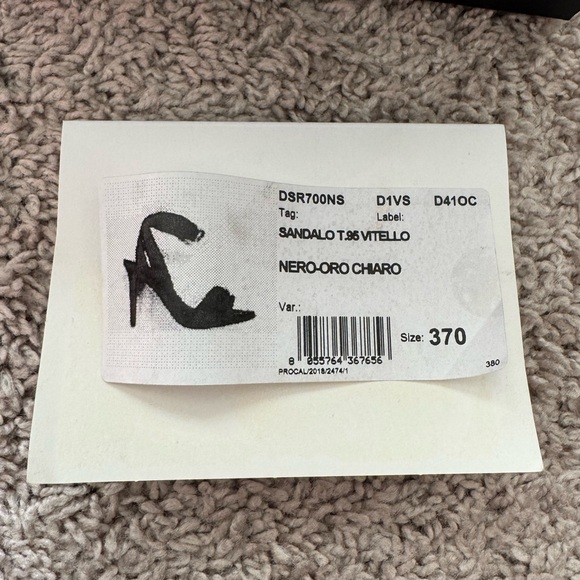 DSR700NS D1VS D41OC
Tag: Label:
SANDALO T.95 VITELLO
NERO-ORO CHIARO
Var.:
Size: 370
8 055764 367656
PROCAL/2018/2474/1
380